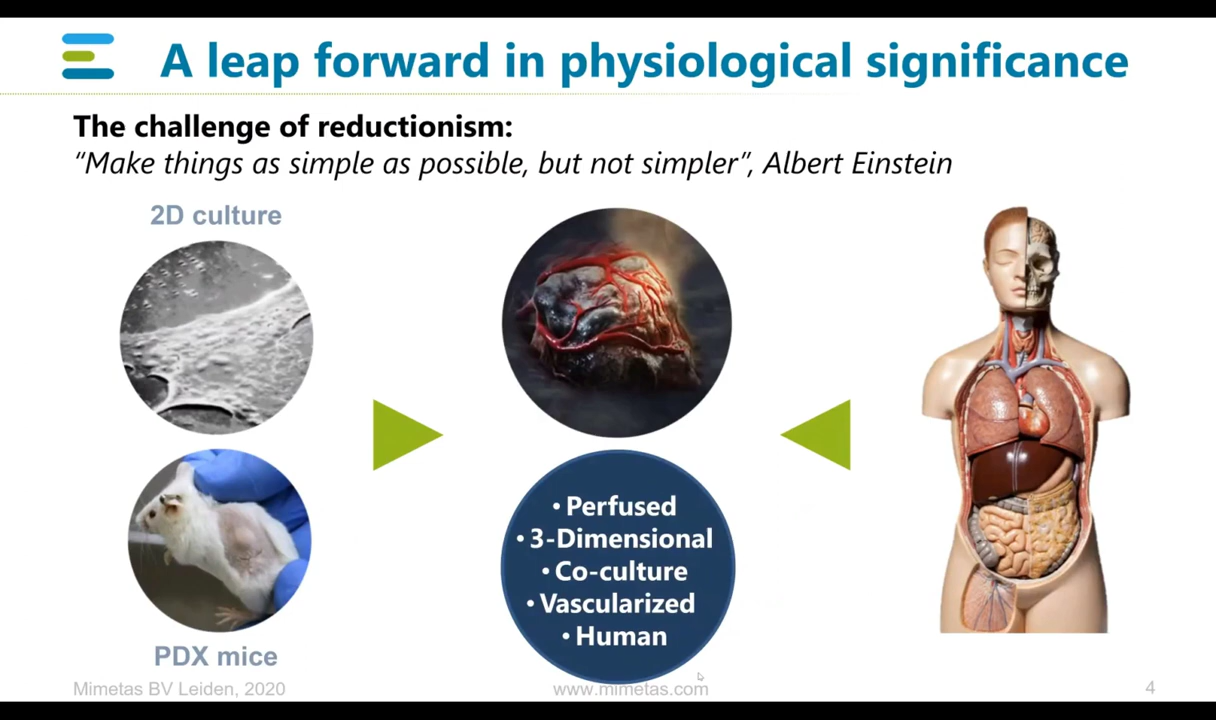 A leap forward in physiological significance
The challenge of reductionism:
“Make things as simple as possible, but not simpler”, Albert Einstein
2D culture
PDX mice
• Perfused
• 3-Dimensional
• Co-culture
• Vascularized
• Human
Mimetas BV Leiden, 2020
www.mimetas.com
4